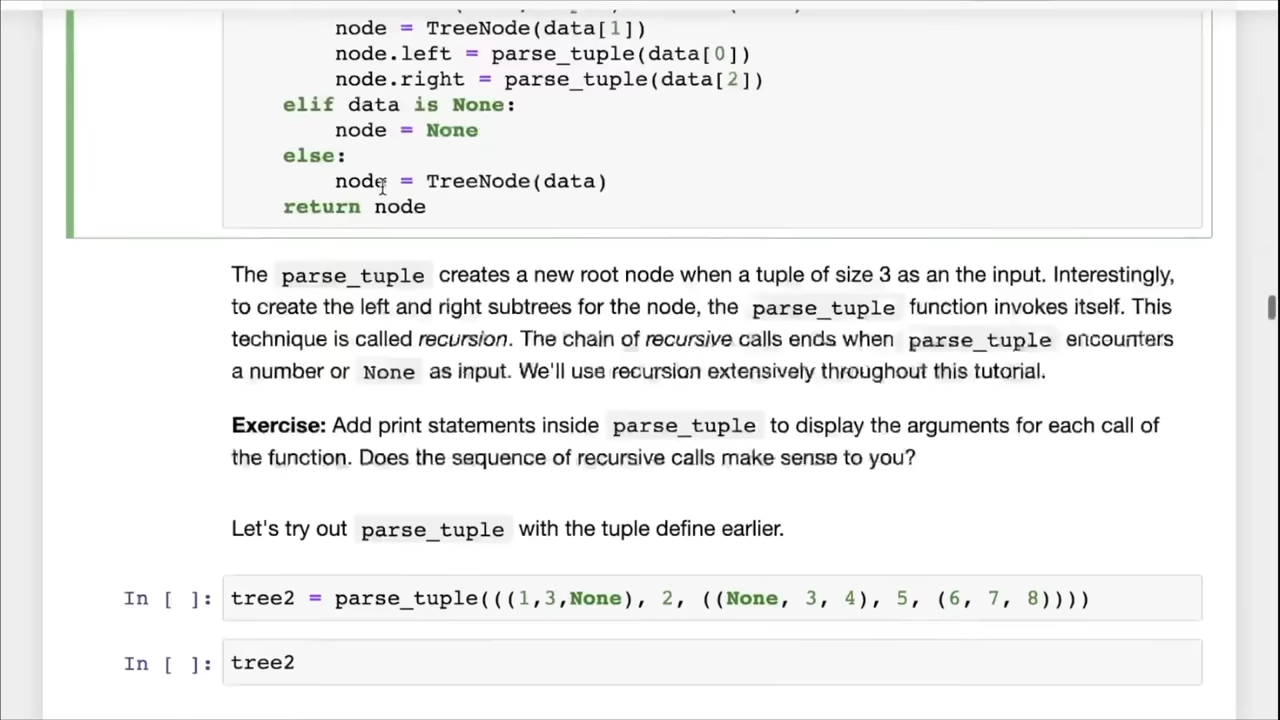 node = TreeNode(data[1])
node.left = parse_tuple(data[0])
node.right = parse_tuple(data[2])
elif data is None:
node = None
else:
node = TreeNode(data)
return node
The parse_tuple creates a new root node when a tuple of size 3 as an the input. Interestingly,
to create the left and right subtrees for the node, the parse_tuple function invokes itself. This
technique is called recursion. The chain of recursive calls ends when parse_tuple encounters
a number or None as input. We'll use recursion extensively throughout this tutorial.
Exercise: Add print statements inside parse_tuple to display the arguments for each call of
the function. Does the sequence of recursive calls make sense to you?
Let's try out parse_tuple with the tuple define earlier.
In [ ]: tree2 = parse_tuple(((1,3,None), 2, ((None, 3, 4), 5, (6, 7, 8))))
In [ ]: tree2